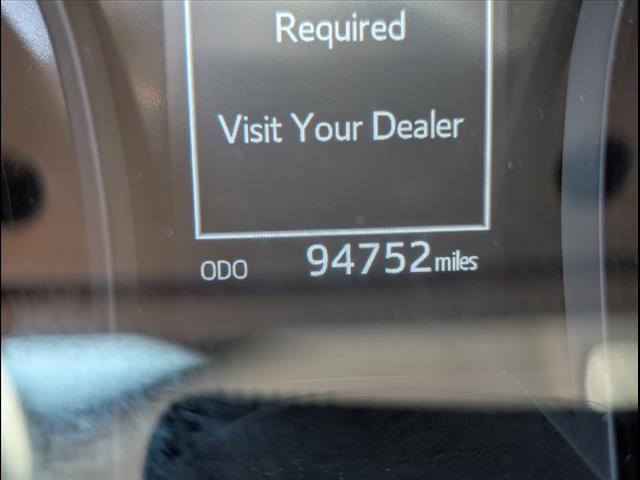 Required
Visit Your Dealer
ODO 94752 miles